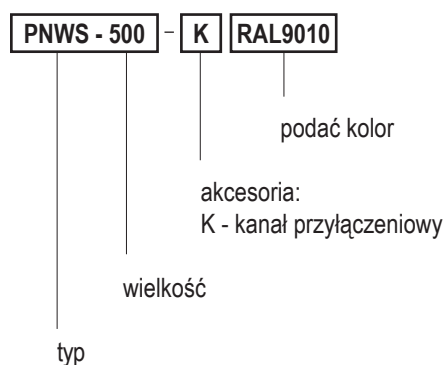 PNWS - 500 - K RAL9010
podać kolor
akcesoria:
K - kanał przyłączeniowy
wielkość
typ